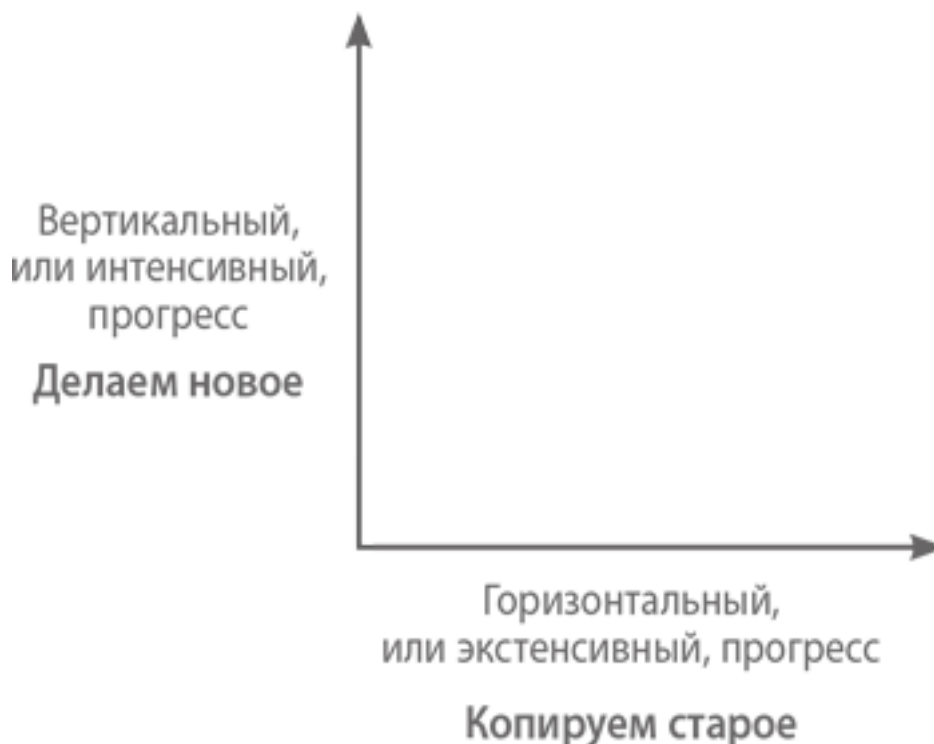 Вертикальный,
или интенсивный,
прогресс
Делаем новое
Горизонтальный,
или экстенсивный, прогресс
Копируем старое